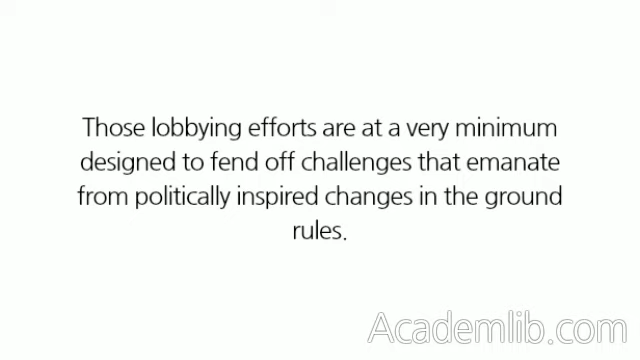 Those lobbying efforts are at a very minimum
designed to fend off challenges that emanate
from politically inspired changes in the ground
rules.
Academlib.com